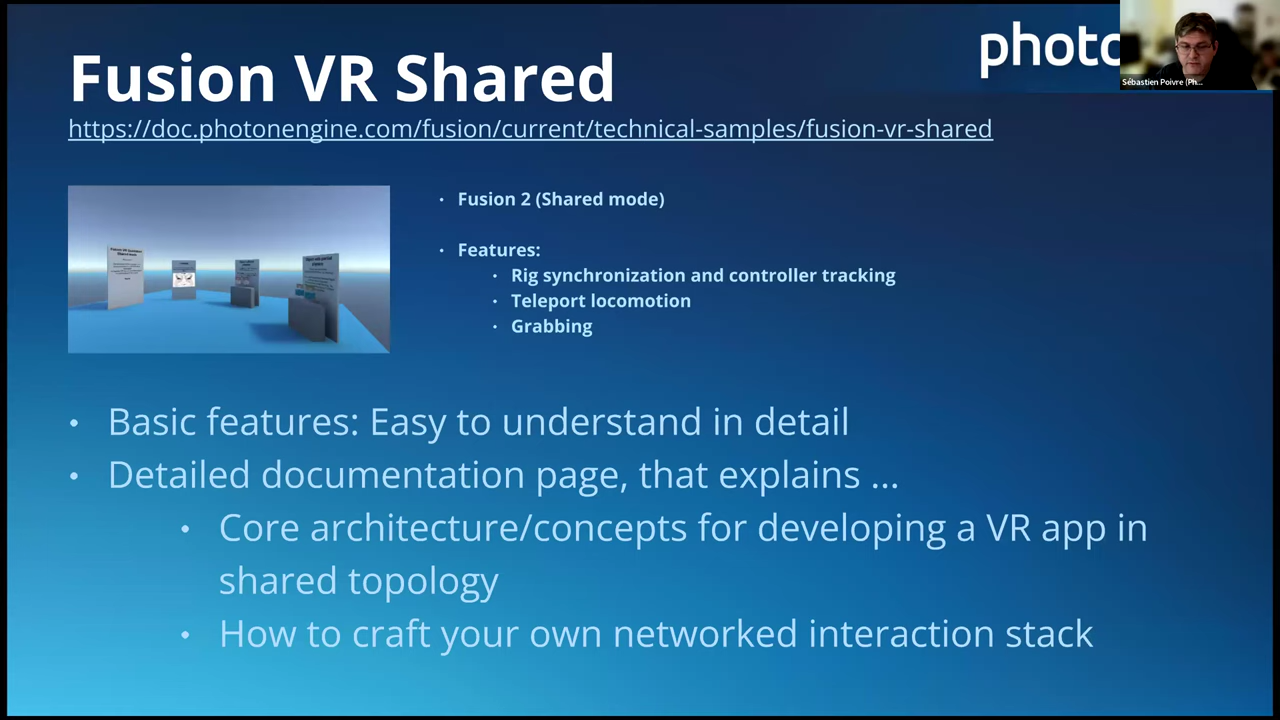 Fusion VR Shared
photo
Sébastien Poivre (Ph...
https://doc.photonengine.com/fusion/current/technical-samples/fusion-vr-shared
• Fusion 2 (Shared mode)
• Features:
• Rig synchronization and controller tracking
• Teleport locomotion
• Grabbing
• Basic features: Easy to understand in detail
• Detailed documentation page, that explains ...
• Core architecture/concepts for developing a VR app in
shared topology
• How to craft your own networked interaction stack